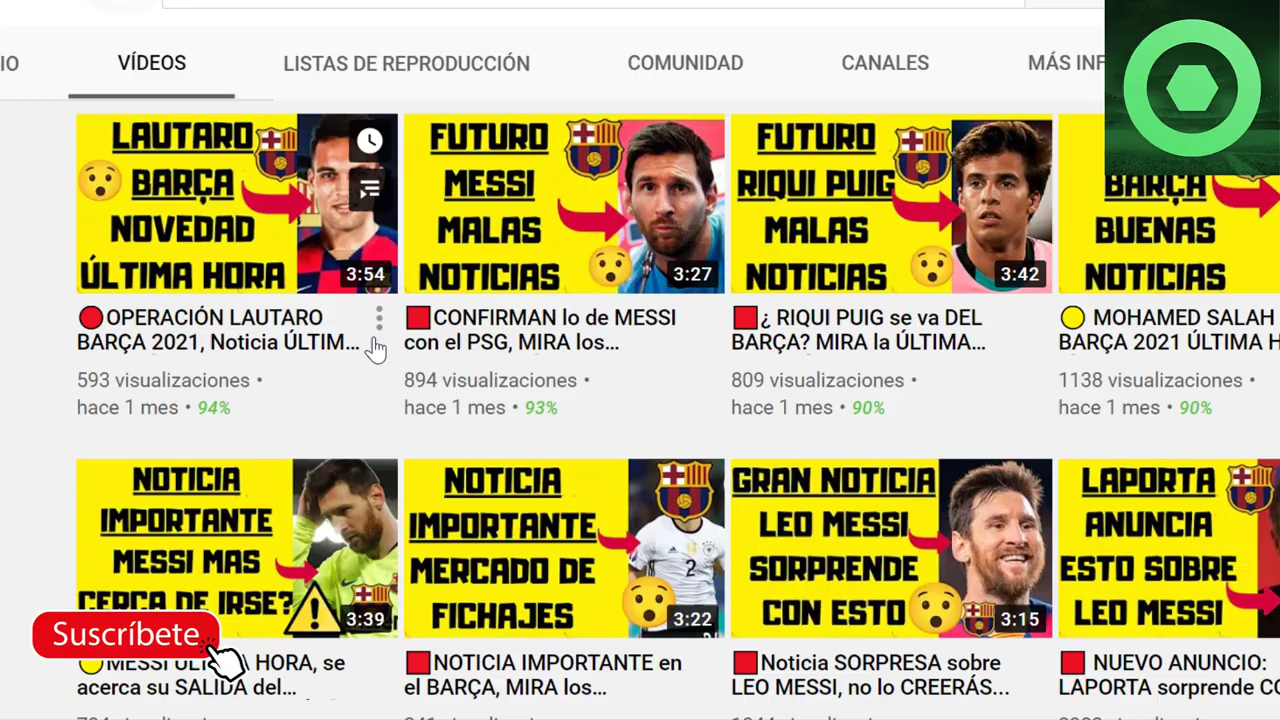 IO VÍDEOS LISTAS DE REPRODUCCIÓN COMUNIDAD CANALES MÁS INF
LAUTARO
BARÇA
NOVEDAD
ÚLTIMA HORA
3:54
FUTURO
MESSI
MALAS
NOTICIAS
3:27
FUTURO
RIQUI PUIG
MALAS
NOTICIAS
3:42
BARÇA
BUENAS
NOTICIAS
OPERACIÓN LAUTARO
BARÇA 2021, Noticia ÚLTIM...
593 visualizaciones •
hace 1 mes • 94%
CONFIRMAN lo de MESSI
con el PSG, MIRA los...
894 visualizaciones •
hace 1 mes • 93%
¿ RIQUI PUIG se va DEL
BARÇA? MIRA la ÚLTIMA...
809 visualizaciones •
hace 1 mes • 90%
MOHAMED SALAH
BARÇA 2021 ÚLTIMA H
1138 visualizaciones •
hace 1 mes • 90%
NOTICIA
IMPORTANTE
MESSI MAS
CERCA DE IRSE?
3:39
NOTICIA
IMPORTANTE
MERCADO DE
FICHAJES
2
3:22
GRAN NOTICIA
LEO MESSI
SORPRENDE
CON ESTO
3:15
LAPORTA
ANUNCIA
ESTO SOBRE
LEO MESSI
Suscríbete
MESSI ÚLTIMA HORA, se
acerca su SALIDA del...
NOTICIA IMPORTANTE en
el BARÇA, MIRA los...
Noticia SORPRESA sobre
LEO MESSI, no lo CREERÁS...
NUEVO ANUNCIO:
LAPORTA sorprende CO